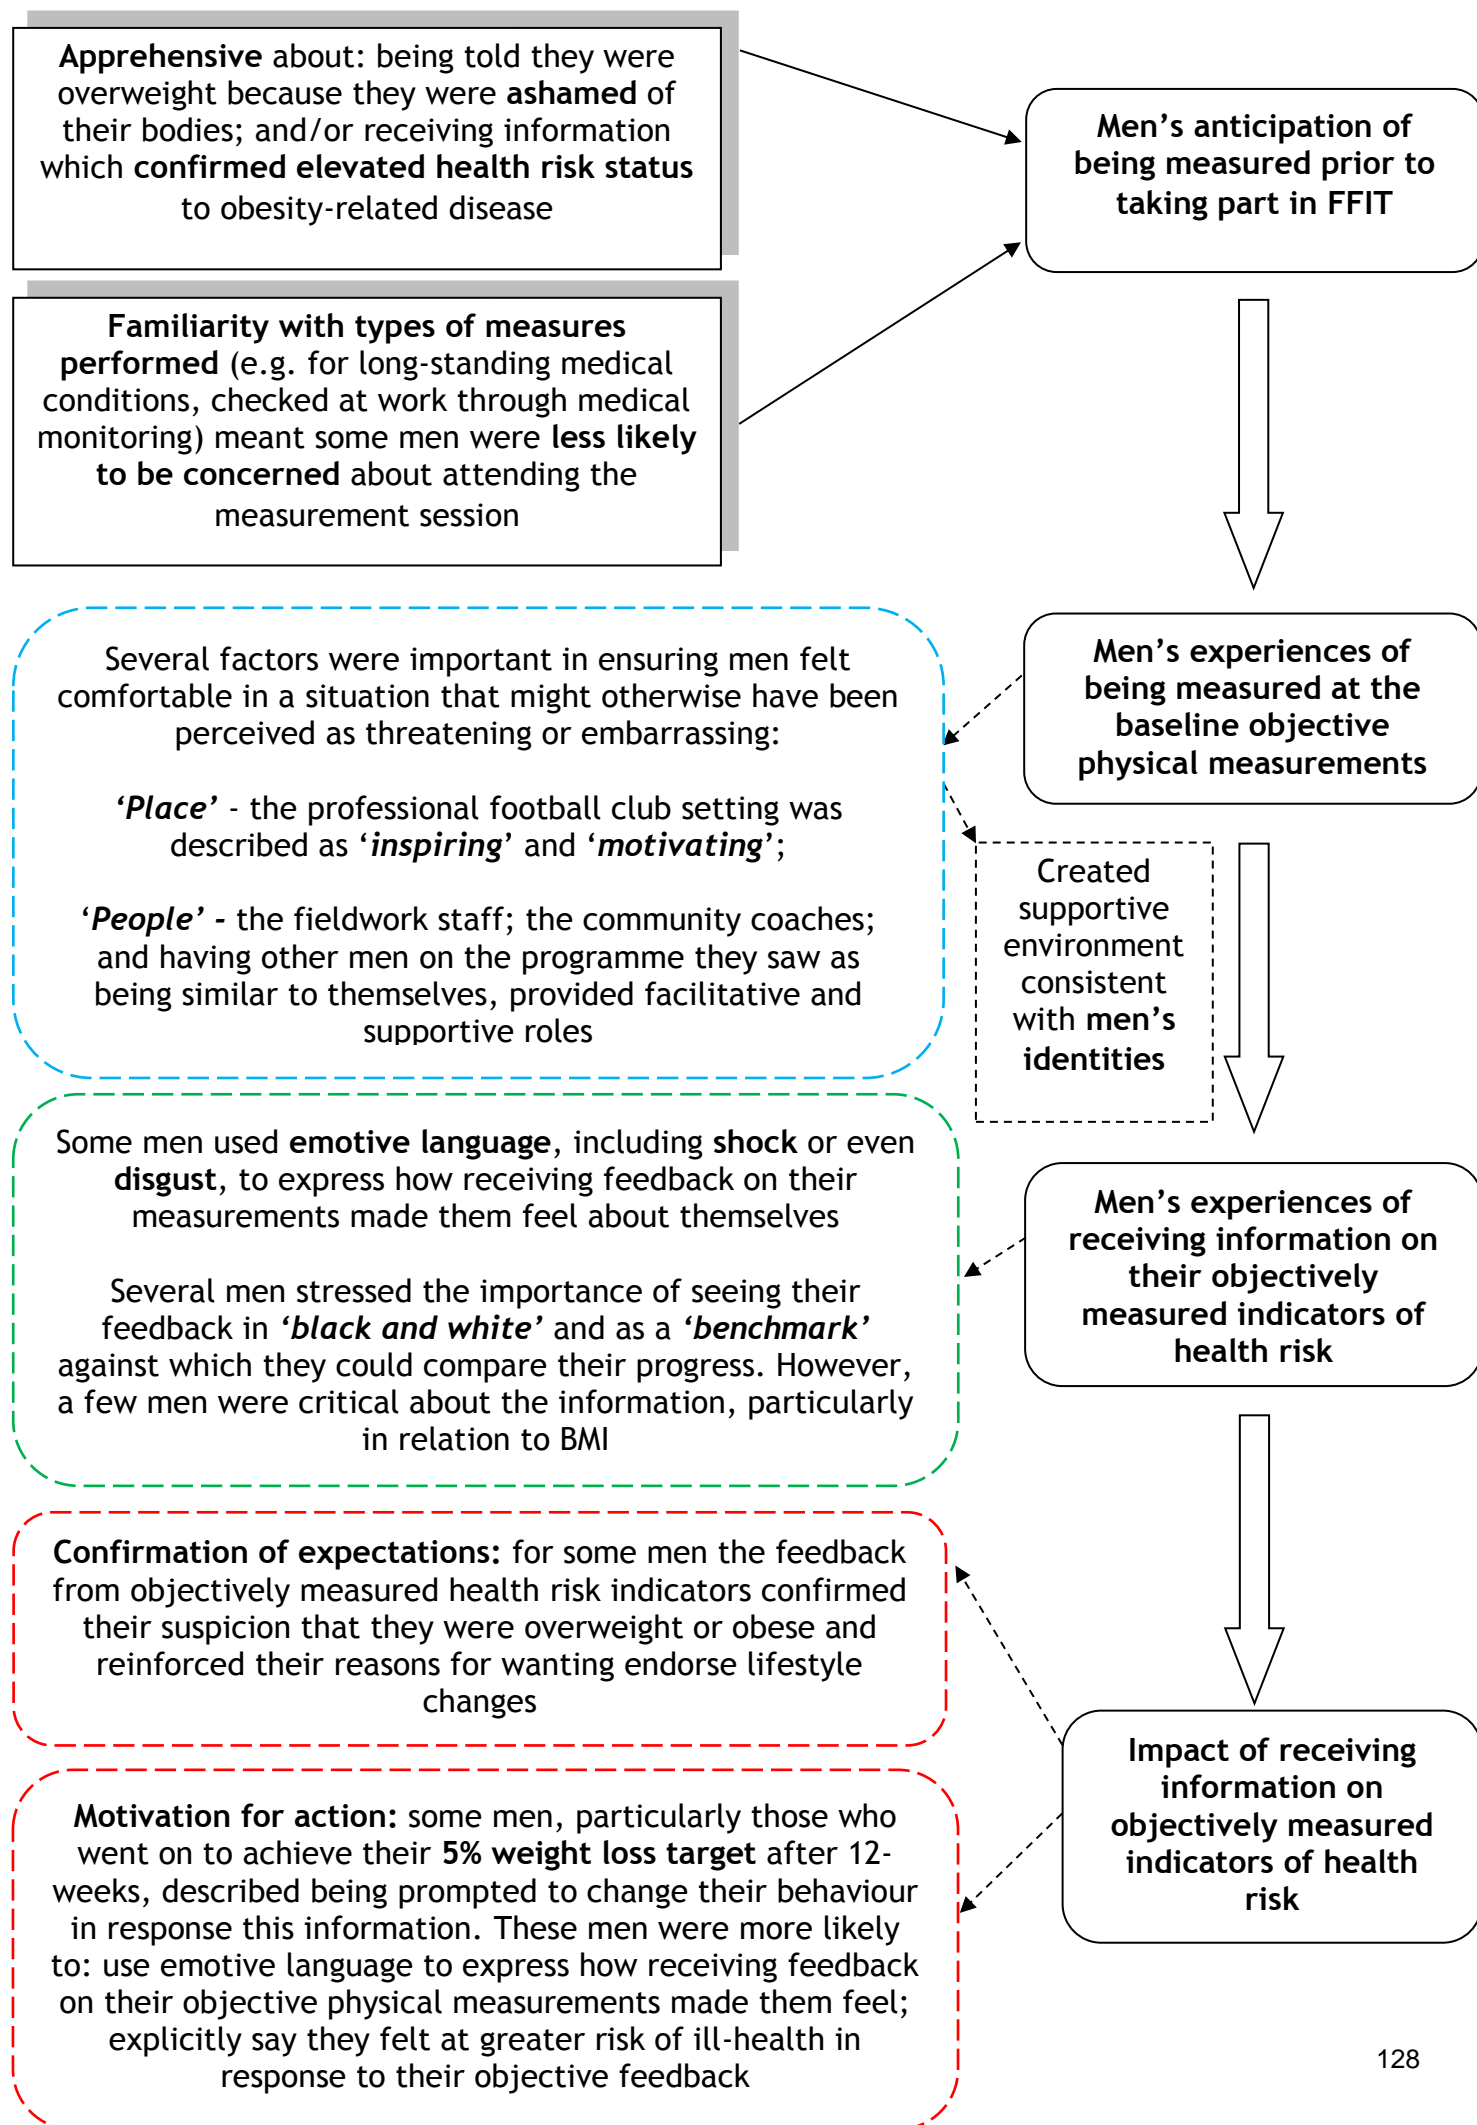 Apprehensive about: being told they were
overweight because they were ashamed of
their bodies; and/or receiving information
which confirmed elevated health risk status
to obesity-related disease
Men’s anticipation of
being measured prior to
taking part in FFIT
Familiarity with types of measures
performed (e.g. for long-standing medical
conditions, checked at work through medical
monitoring) meant some men were less likely
to be concerned about attending the
measurement session
Several factors were important in ensuring men felt
comfortable in a situation that might otherwise have been
perceived as threatening or embarrassing:
‘Place’ - the professional football club setting was
described as ‘inspiring’ and ‘motivating’;
‘People’ - the fieldwork staff; the community coaches;
and having other men on the programme they saw as
being similar to themselves, provided facilitative and
supportive roles
Men’s experiences of
being measured at the
baseline objective
physical measurements
Created
supportive
environment
consistent
with men’s
identities
Some men used emotive language, including shock or even
disgust, to express how receiving feedback on their
measurements made them feel about themselves
Several men stressed the importance of seeing their
feedback in ‘black and white’ and as a ‘benchmark’
against which they could compare their progress. However,
a few men were critical about the information, particularly
in relation to BMI
Men’s experiences of
receiving information on
their objectively
measured indicators of
health risk
Confirmation of expectations: for some men the feedback
from objectively measured health risk indicators confirmed
their suspicion that they were overweight or obese and
reinforced their reasons for wanting endorse lifestyle
changes
Impact of receiving
information on
objectively measured
indicators of health
risk
Motivation for action: some men, particularly those who
went on to achieve their 5% weight loss target after 12-
weeks, described being prompted to change their behaviour
in response this information. These men were more likely
to: use emotive language to express how receiving feedback
on their objective physical measurements made them feel;
explicitly say they felt at greater risk of ill-health in
response to their objective feedback
128